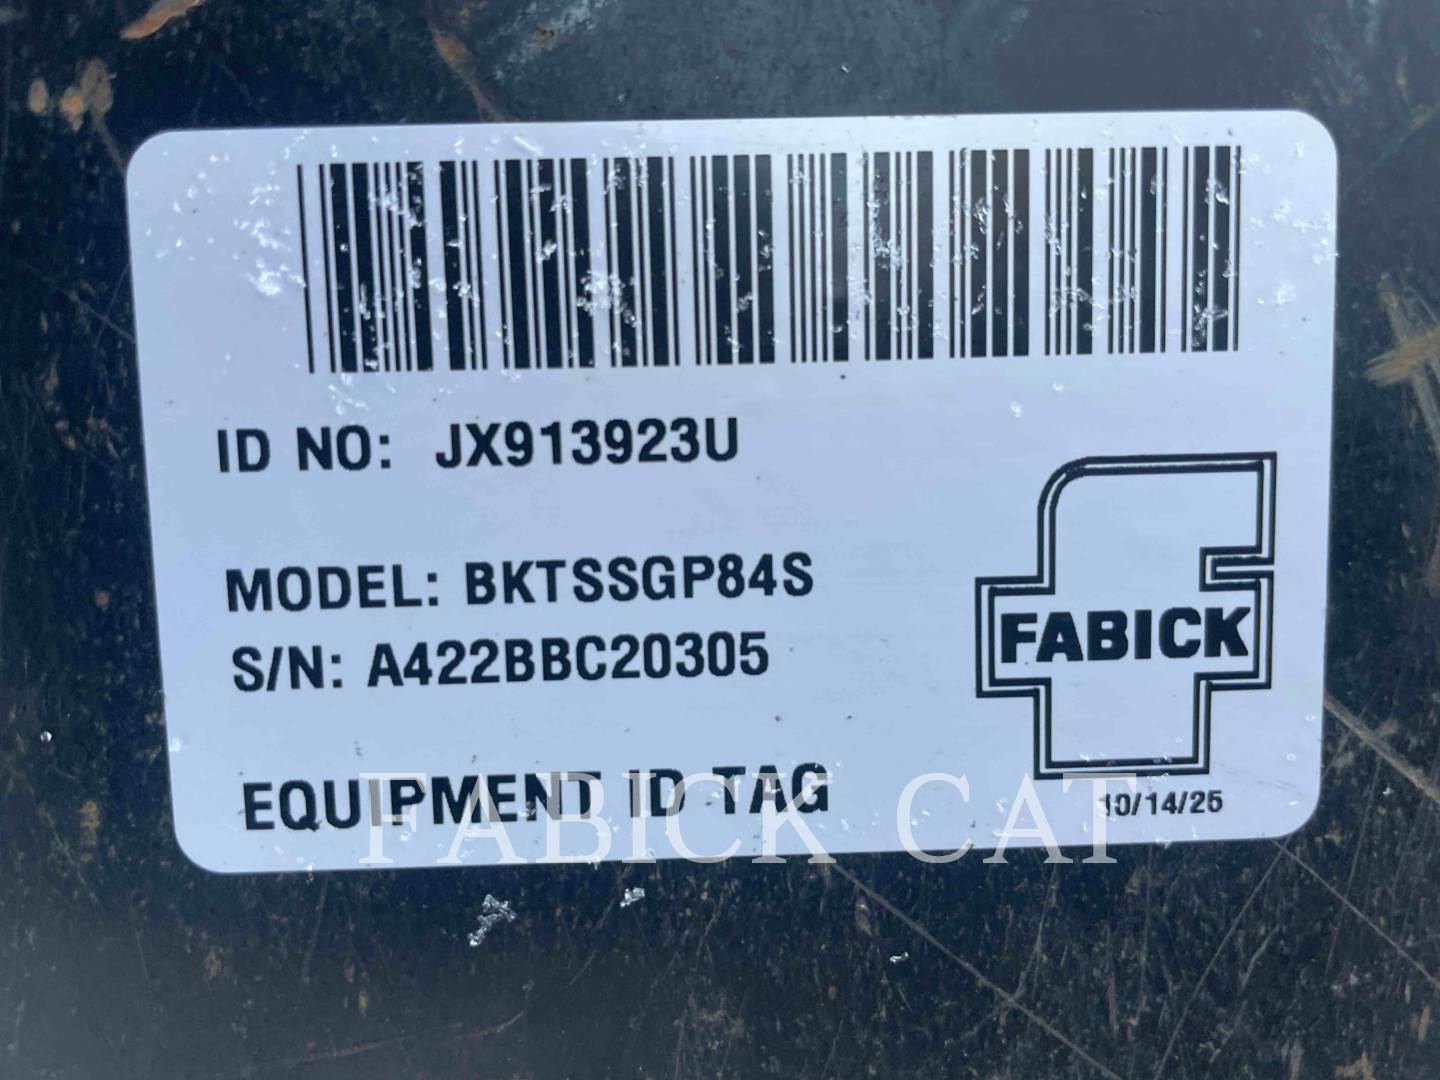 ID NO: JX913923U
MODEL: BKTSSGP84S
S/N: A422BBC20305
FABICK
EQUIPMENT ID TAG
10/14/25
FABICK CAT